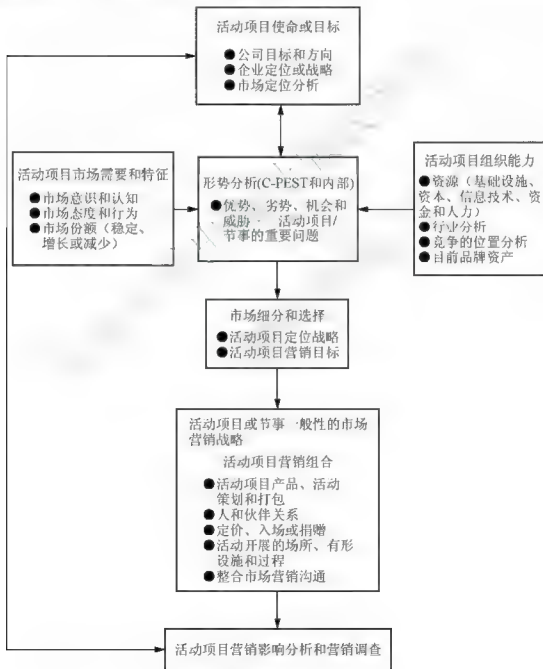 活动项目使命或目标
●公司目标和方向
●企业定位或战略
●市场定位分析
活动项目市场需要和特征
●市场意识和认知
●市场态度和行为
●市场份额（稳定、
增长或减少）
形势分析(C-PEST和内部)
●优势、劣势、机会和
威胁 活动项目/
节事的重要问题
活动项目组织能力
●资源（基础设施、
资本、信息技术、资
金和人力）
●行业分析
●竞争的位置分析
●目前品牌资产
市场细分和选择
●活动项目定位战略
●活动项目营销目标
活动项目或节事一般性的市场
营销战略
活动项目营销组合
●活动项目产品、活动
策划和打包
●人和伙伴关系
●定价、入场或捐赠
●活动开展的场所、有形
设施和过程
●整合市场营销沟通
活动项目营销影响分析和营销调查